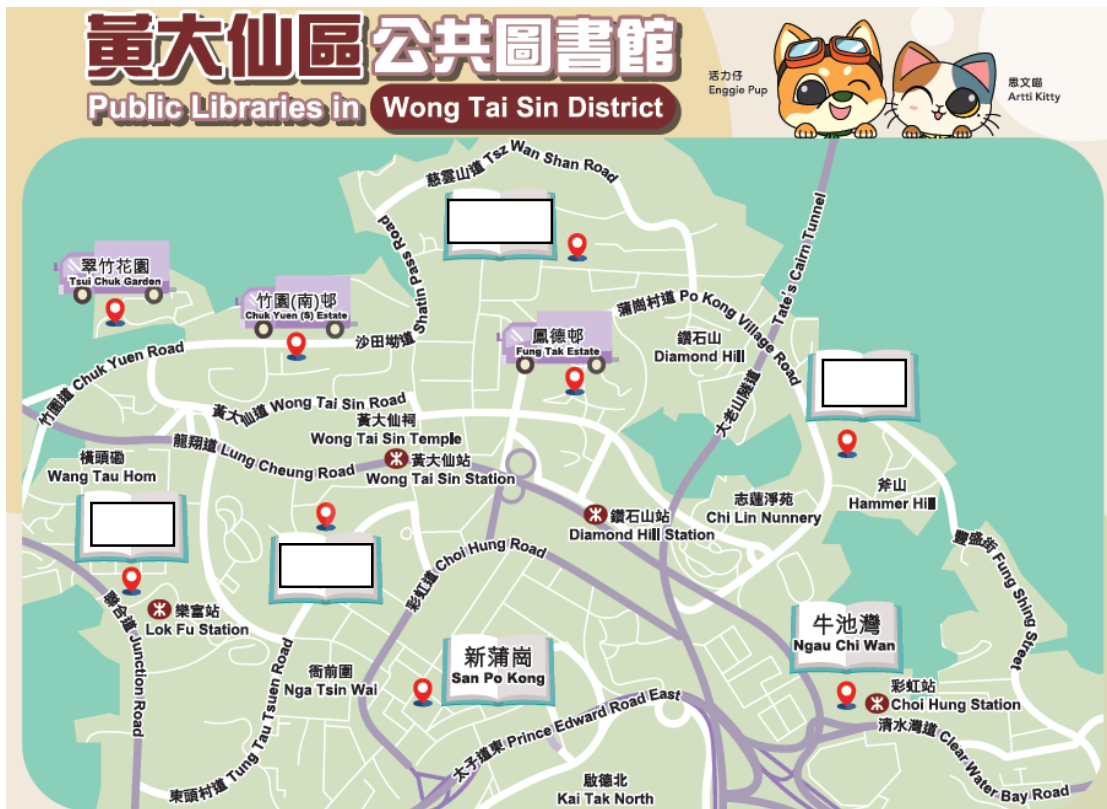 黃大仙區公共圖書館
Public Libraries in Wong Tai Sin District
活力仔
Enggie Pup
思文喵
Artti Kitty
慈雲山道 Tsz Wan Shan Road
翠竹花園
Tsui Chuk Garden
竹園(南)邨
Chuk Yuen (S) Estate
沙田坳道 Shatin Pass Road
鳳德邨
Fung Tak Estate
蒲崗村道 Po Kong Village Road
鑽石山
Diamond Hill
大老山隧道 Tate's Cairn Tunnel
竹園道 Chuk Yuen Road
黃大仙道 Wong Tai Sin Road
黃大仙祠
Wong Tai Sin Temple
龍翔道 Lung Cheung Road
黃大仙站
Wong Tai Sin Station
橫頭磡
Wang Tau Hom
鑽石山站
Diamond Hill Station
志蓮淨苑
Chi Lin Nunnery
斧山
Hammer Hill
豐盛街 Fung Shing Street
彩虹道 Choi Hung Road
聯合道 Junction Road
樂富站
Lok Fu Station
衙前圍
Nga Tsin Wai
新蒲崗
San Po Kong
牛池灣
Ngau Chi Wan
彩虹站
Choi Hung Station
清水灣道 Clear Water Bay Road
東頭村道 Tung Tau Tsuen Road
太子道東 Prince Edward Road East
啟德北
Kai Tak North